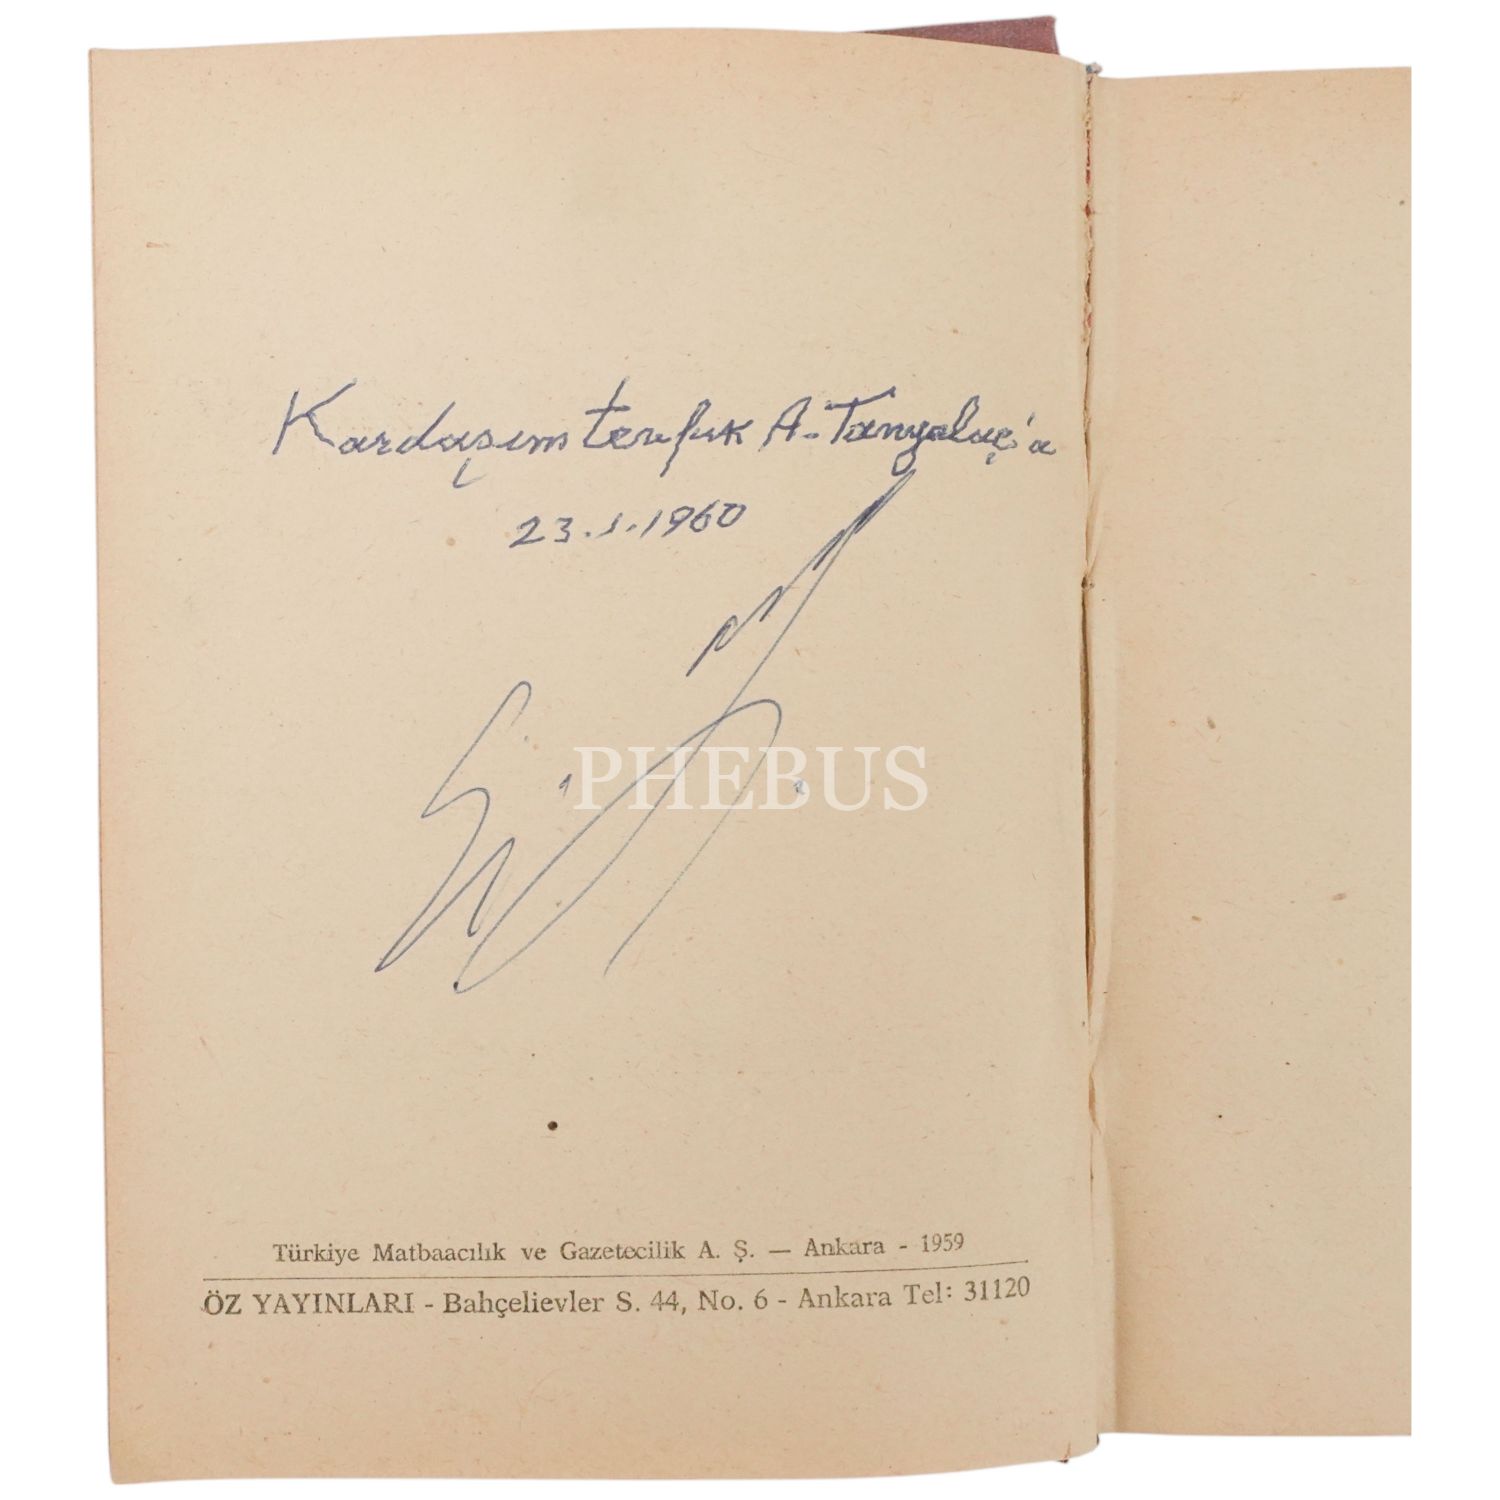 Kardaşım tevfik A. Tanyolaç'a
23.1.1960
PHEBUS
Türkiye Matbaacılık ve Gazetecilik A. Ş. — Ankara - 1959
ÖZ YAYINLARI - Bahçelievler S. 44, No. 6 - Ankara Tel: 31120